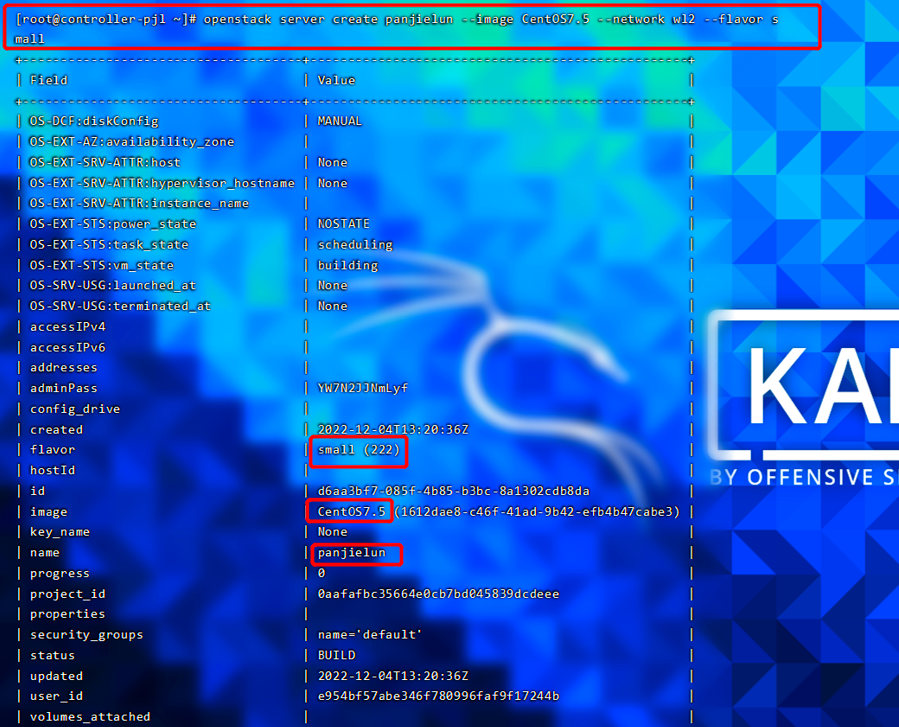 [root@controller-pjl ~]# openstack server create panjielun --image CentOS7.5 --network wl2 --flavor s
mall
+--------------------------------------+---------------------------------------------------+
| Field | Value |
+--------------------------------------+---------------------------------------------------+
| OS-DCF:diskConfig | MANUAL |
| OS-EXT-AZ:availability_zone | |
| OS-EXT-SRV-ATTR:host | None |
| OS-EXT-SRV-ATTR:hypervisor_hostname | None |
| OS-EXT-SRV-ATTR:instance_name | |
| OS-EXT-STS:power_state | NOSTATE |
| OS-EXT-STS:task_state | scheduling |
| OS-EXT-STS:vm_state | building |
| OS-SRV-USG:launched_at | None |
| OS-SRV-USG:terminated_at | None |
| accessIPv4 | |
| accessIPv6 | |
| addresses | |
| adminPass | YW7N2JJNmLyf |
| config_drive | |
| created | 2022-12-04T13:20:36Z |
| flavor | small (222) |
| hostId | |
| id | d6aa3bf7-085f-4b85-b3bc-8a1302cdb8da |
| image | CentOS7.5 (1612dae8-c46f-41ad-9b42-efb4b47cabe3) |
| key_name | None |
| name | panjielun |
| progress | 0 |
| project_id | 0aafafbc35664e0cb7bd045839dcdeee |
| properties | |
| security_groups | name='default' |
| status | BUILD |
| updated | 2022-12-04T13:20:36Z |
| user_id | e954bf57abe346f780996faf9f17244b |
| volumes_attached | |
KA
BY OFFENSIVE S